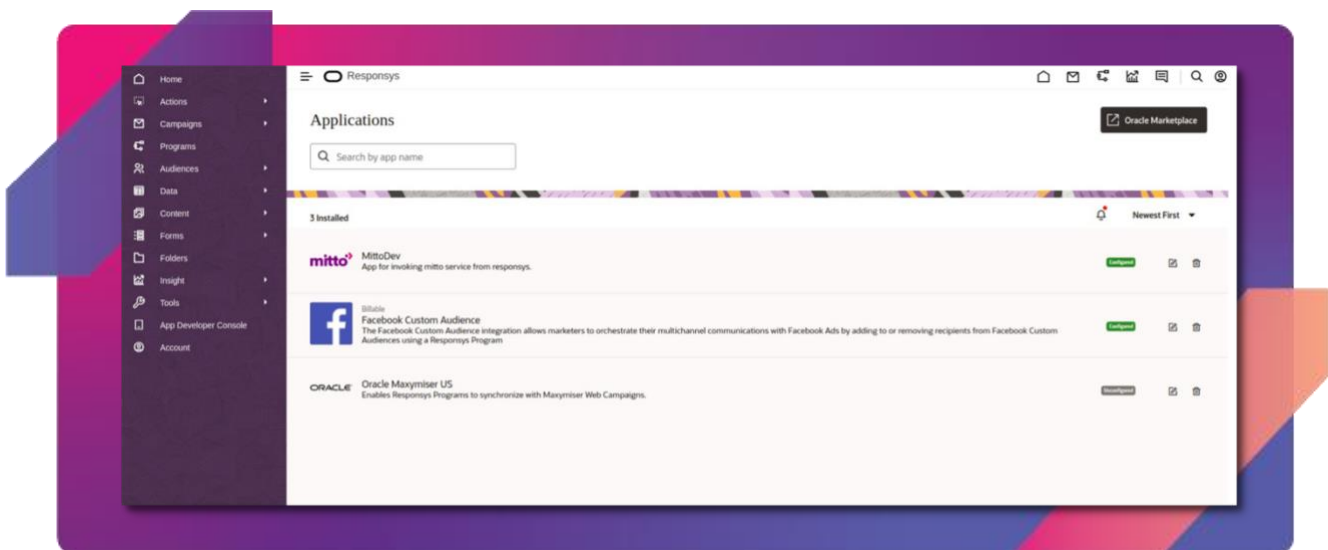 Home
Actions
Campaigns
Programs
Audiences
Data
Content
Forms
Folders
Insight
Tools
App Developer Console
Account
Responsys
Applications
Oracle Marketplace
Search by app name
3 Installed
Newest First
mitto
MittoDev
App for invoking mitto service from responsys.
Configured
Billable
Facebook Custom Audience
The Facebook Custom Audience integration allows marketers to orchestrate their multichannel communications with Facebook Ads by adding to or removing recipients from Facebook Custom
Audiences using a Responsys Program
Configured
ORACLE
Oracle Maxymiser US
Enables Responsys Programs to synchronize with Maxymiser Web Campaigns.